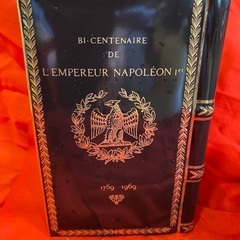 BI-CENTENAIRE
DE
L'EMPEREUR NAPOLÉON Ier
1769 1969